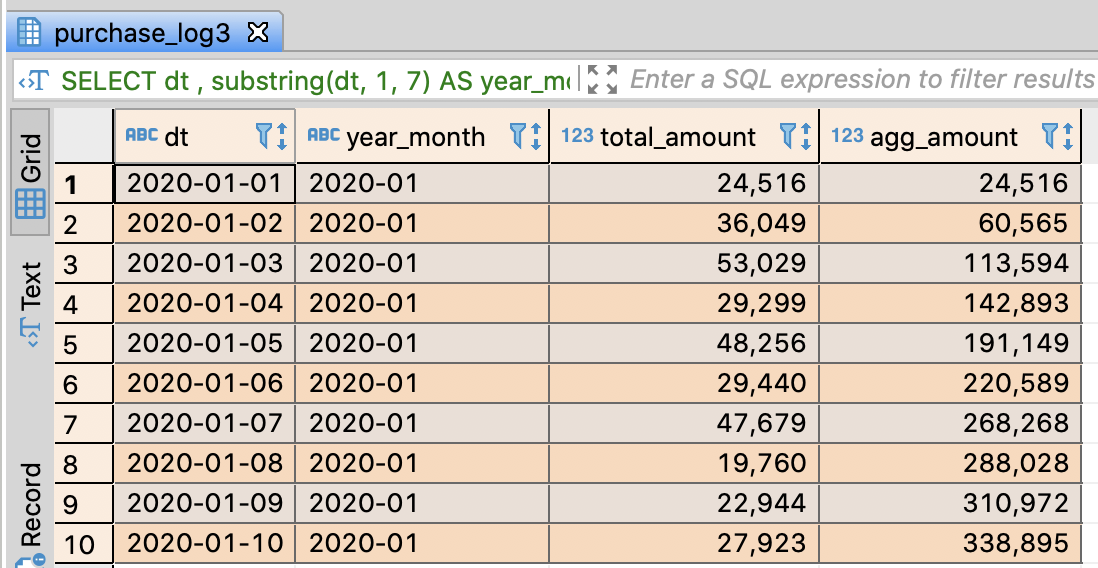 purchase_log3
SELECT dt , substring(dt, 1, 7) AS year_mo Enter a SQL expression to filter results
Grid
Text
Record
ABC dt ABC year_month 123 total_amount 123 agg_amount
1 2020-01-01 2020-01 24,516 24,516
2 2020-01-02 2020-01 36,049 60,565
3 2020-01-03 2020-01 53,029 113,594
4 2020-01-04 2020-01 29,299 142,893
5 2020-01-05 2020-01 48,256 191,149
6 2020-01-06 2020-01 29,440 220,589
7 2020-01-07 2020-01 47,679 268,268
8 2020-01-08 2020-01 19,760 288,028
9 2020-01-09 2020-01 22,944 310,972
10 2020-01-10 2020-01 27,923 338,895